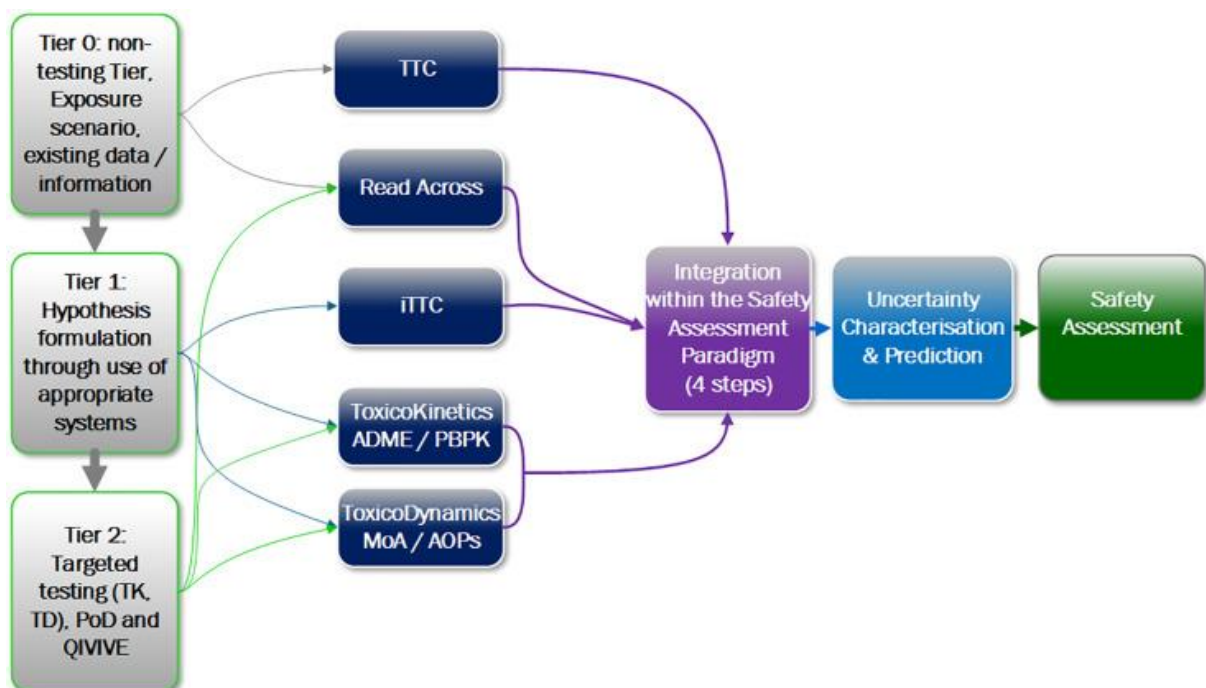 Tier 0: non-
testing Tier,
Exposure
scenario,
existing data /
information
Tier 1:
Hypothesis
formulation
through use of
appropriate
systems
Tier 2:
Targeted
testing (TK,
TD), PoD and
QIVIVE
TTC
Read Across
iTTC
ToxicoKinetics
ADME / PBPK
ToxicoDynamics
MoA / AOPs
Integration
within the Safety
Assessment
Paradigm
(4 steps)
Uncertainty
Characterisation
& Prediction
Safety
Assessment